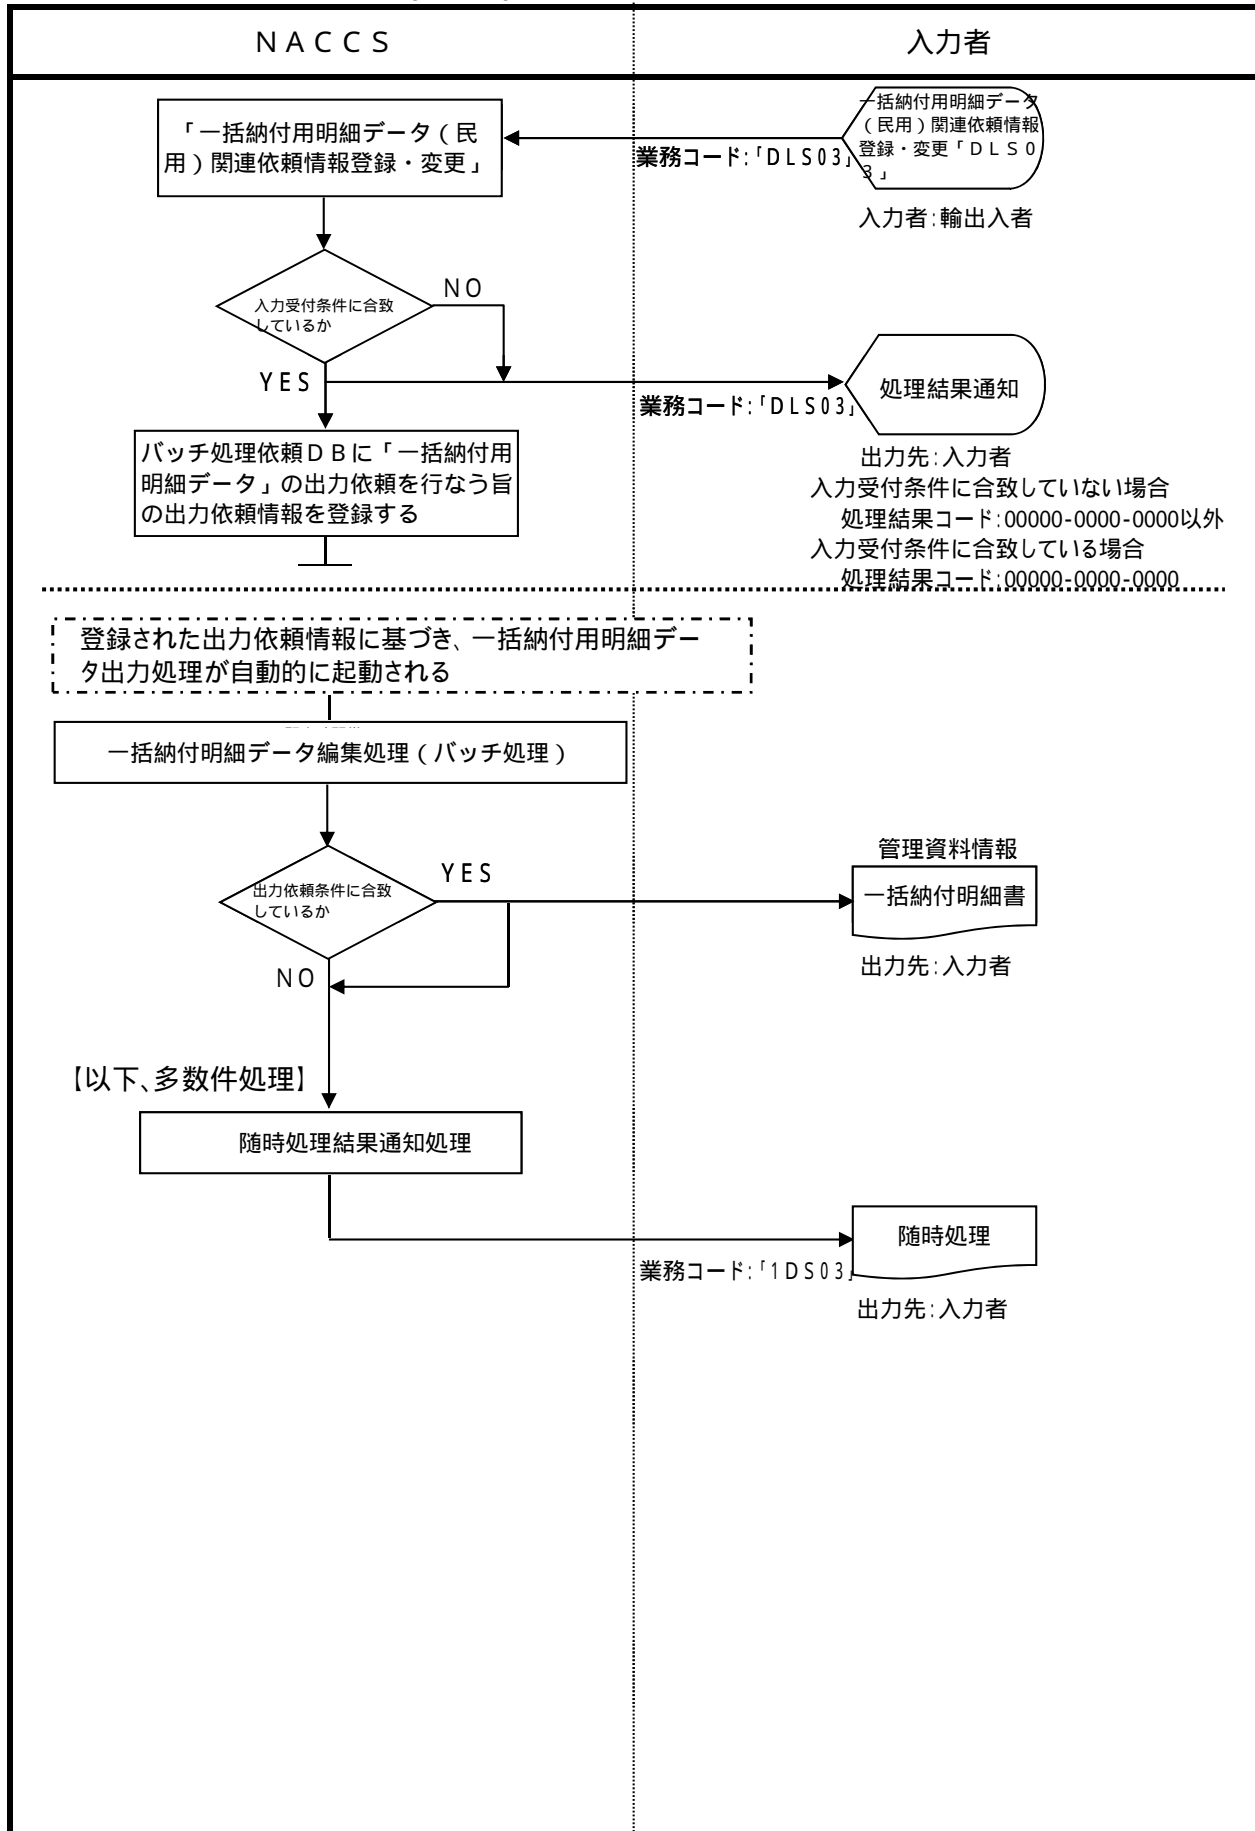 ＮＡＣＣＳ
入力者
「一括納付用明細データ（民
用）関連依頼情報登録・変更」
業務コード：「DLS03」
一括納付用明細データ
（民用）関連依頼情報
登録・変更「ＤＬＳ０
３」
入力者：輸出入者
入力受付条件に合致
しているか
NO
YES
業務コード：「DLS03」
処理結果通知
出力先：入力者
入力受付条件に合致していない場合
処理結果コード：00000-0000-0000以外
入力受付条件に合致している場合
処理結果コード：00000-0000-0000
バッチ処理依頼ＤＢに「一括納付用
明細データ」の出力依頼を行なう旨
の出力依頼情報を登録する
登録された出力依頼情報に基づき、一括納付用明細デー
タ出力処理が自動的に起動される
一括納付明細データ編集処理（バッチ処理）
出力依頼条件に合致
しているか
YES
NO
管理資料情報
一括納付明細書
出力先：入力者
【以下、多数件処理】
随時処理結果通知処理
業務コード：「1DS03」
随時処理
出力先：入力者